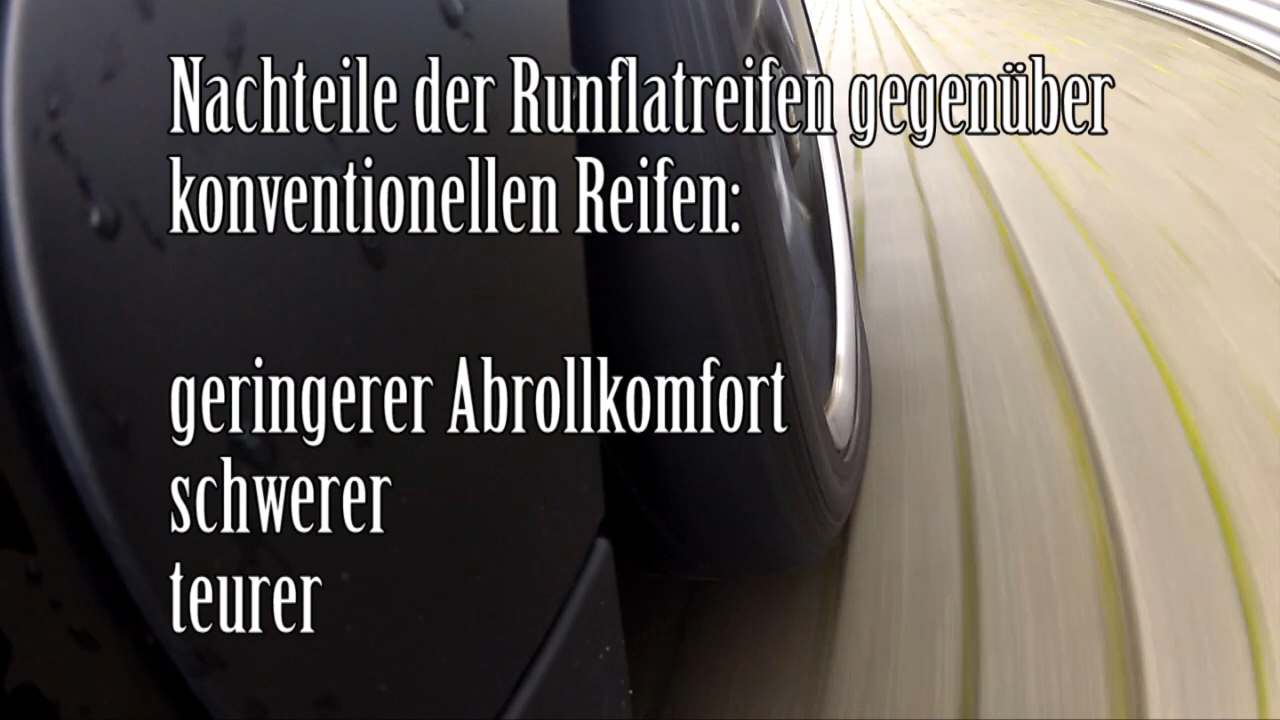 Nachteile der Runflatreifen gegenüber
konventionellen Reifen:
geringerer Abrollkomfort
schwerer
teurer